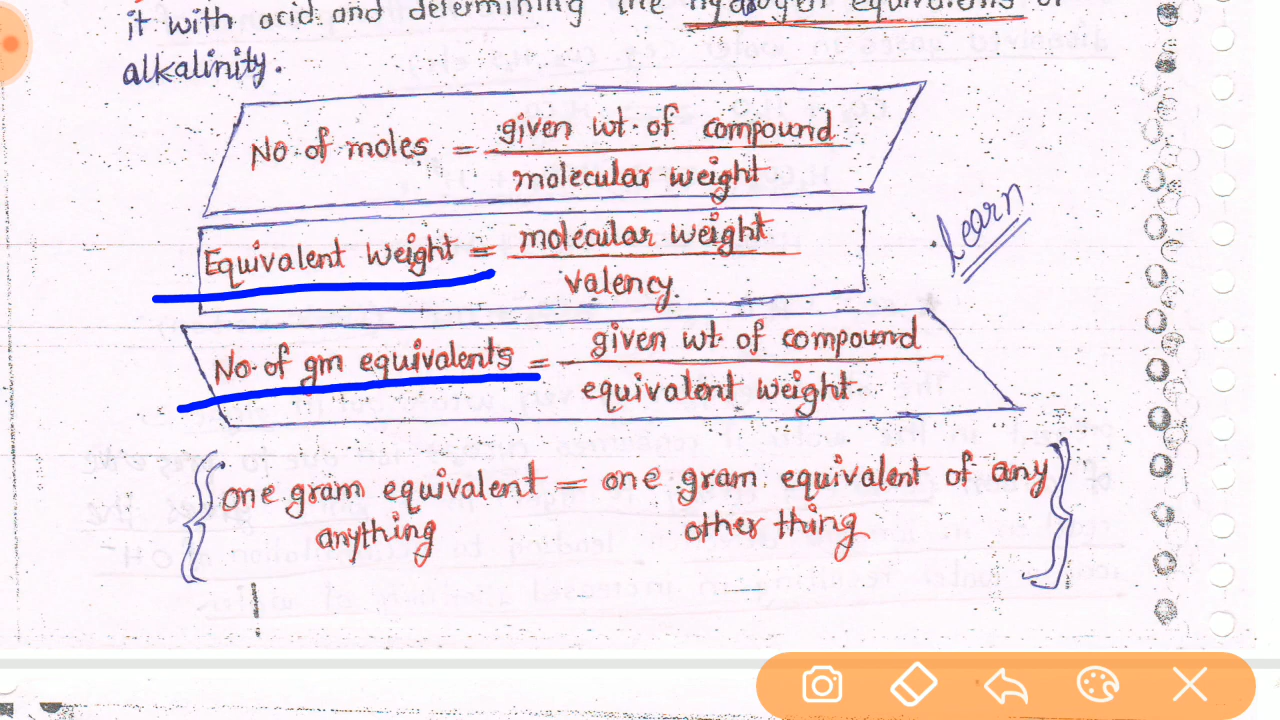 it with acid and determining the hydrogen equivalents of
alkalinity.
No. of moles = given wt. of compound
molecular weight
Equivalent Weight = molecular weight
valency.
learn
No. of gm equivalents = given wt. of compound
equivalent weight
{one gram equivalent = one gram equivalent of any}
anything other thing